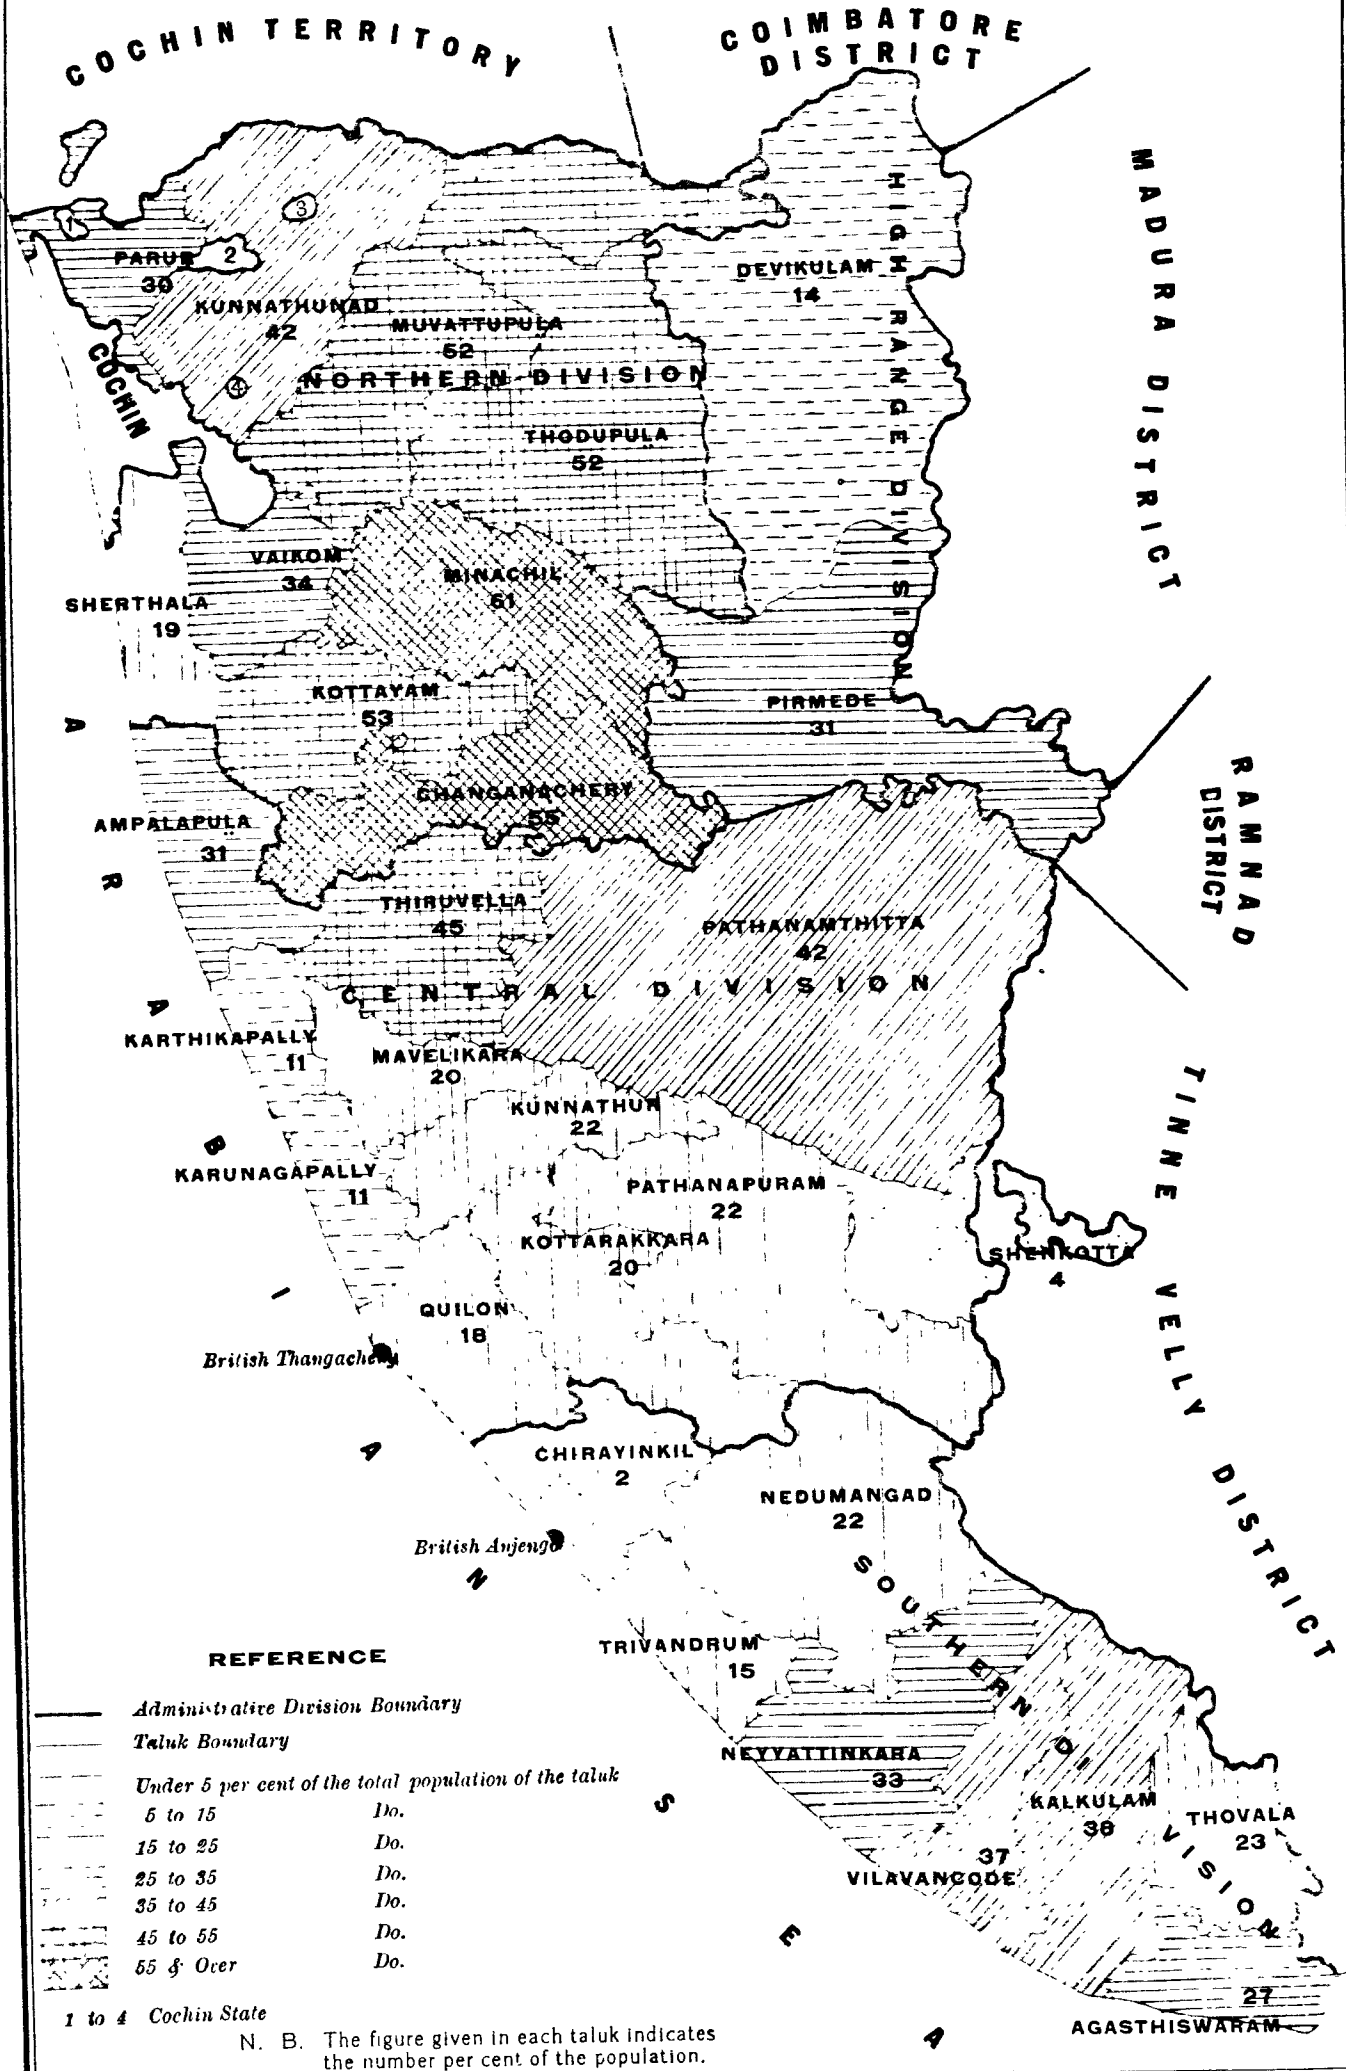 COCHIN TERRITORY
COIMBATORE
DISTRICT
MADURA DISTRICT
HIGH RANGE DIVISION
1
3
PARUR
30
2
KUNNATHUNAD
42
DEVIKULAM
14
MUVATTUPULA
52
COCHIN
4
NORTHERN DIVISION
THODUPULA
52
VAIKOM
34
MINACHIL
61
SHERTHALA
19
KOTTAYAM
53
PIRMEDE
31
RAMNAD
DISTRICT
CHANGANACHERY
55
AMPALAPULA
31
THIRUVELLA
45
PATHANAMTHITTA
42
CENTRAL DIVISION
ARABIAN SEA
KARTHIKAPALLY
11
MAVELIKARA
20
KUNNATHUR
22
TINNEVELLY DISTRICT
KARUNAGAPALLY
11
PATHANAPURAM
22
KOTTARAKKARA
20
SHENKOTTA
4
QUILON
18
British Thangachery
CHIRAYINKIL
2
NEDUMANGAD
22
British Anjengo
SOUTHERN DIVISION
TRIVANDRUM
15
NEYYATTINKARA
33
KALKULAM
38
THOVALA
23
37
VILAVANCODE
27
AGASTHISWARAM
REFERENCE
Administrative Division Boundary
Taluk Boundary
Under 5 per cent of the total population of the taluk
5 to 15 Do.
15 to 25 Do.
25 to 35 Do.
35 to 45 Do.
45 to 55 Do.
55 & Over Do.
1 to 4 Cochin State
N. B. The figure given in each taluk indicates
the number per cent of the population.